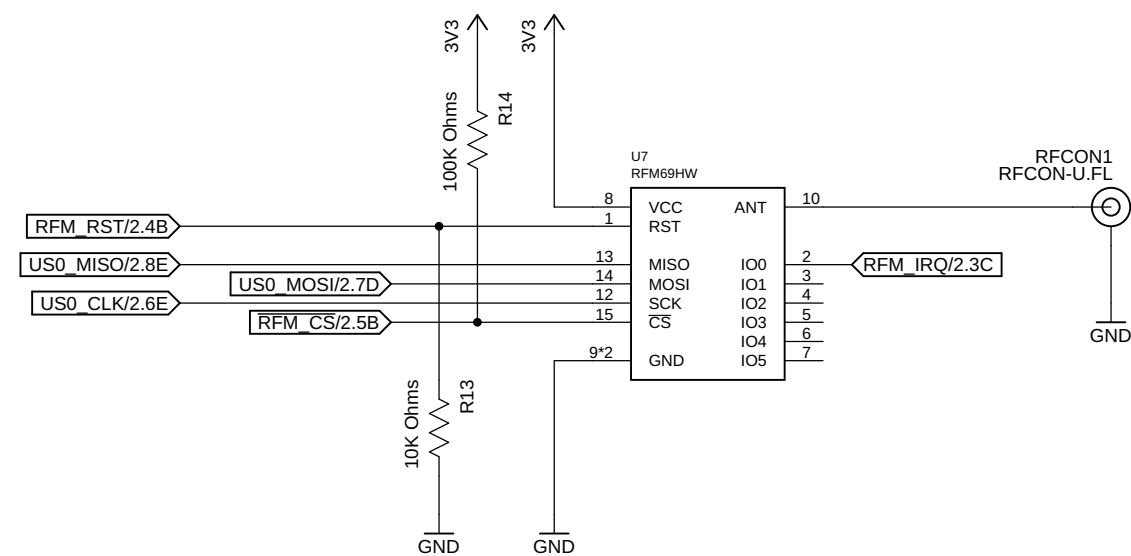 3V3
3V3
100K Ohms
R14
U7
RFM69HW
RFCON1
RFCON-U.FL
8
VCC
ANT
10
RFM_RST/2.4B
1
RST
US0_MISO/2.8E
13
MISO
IO0
2
RFM_IRQ/2.3C
US0_MOSI/2.7D
14
MOSI
IO1
3
US0_CLK/2.6E
12
SCK
IO2
4
RFM_CS/2.5B
15
CS
IO3
5
IO4
6
9*2
GND
IO5
7
GND
10K Ohms
R13
GND
GND